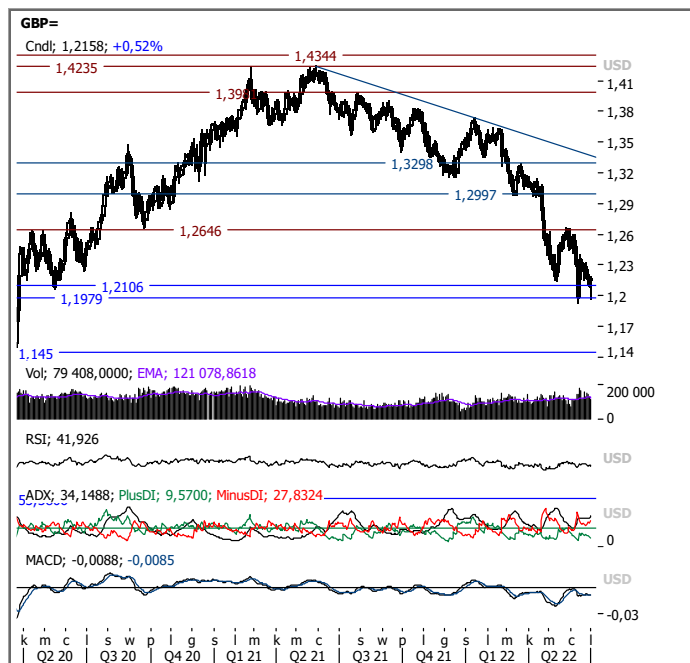 GBP=
Cndl; 1,2158; +0,52%
1,4344
USD
1,4235
1,41
1,38
1,35
1,3298
1,32
1,2997
1,29
1,2646
1,26
1,23
1,2106
1,1979
1,2
1,17
1,145
1,14
Vol; 79 408,0000; EMA; 121 078,8618
200 000
0
RSI; 41,926
USD
ADX; 34,1488; PlusDI; 9,5700; MinusDI; 27,8324
USD
0
MACD; -0,0088; -0,0085
USD
-0,03
k m c l s w p l g s l m k m c l s w p l g s l m k m c l
Q2 20 Q3 20 Q4 20 Q1 21 Q2 21 Q3 21 Q4 21 Q1 22 Q2 22